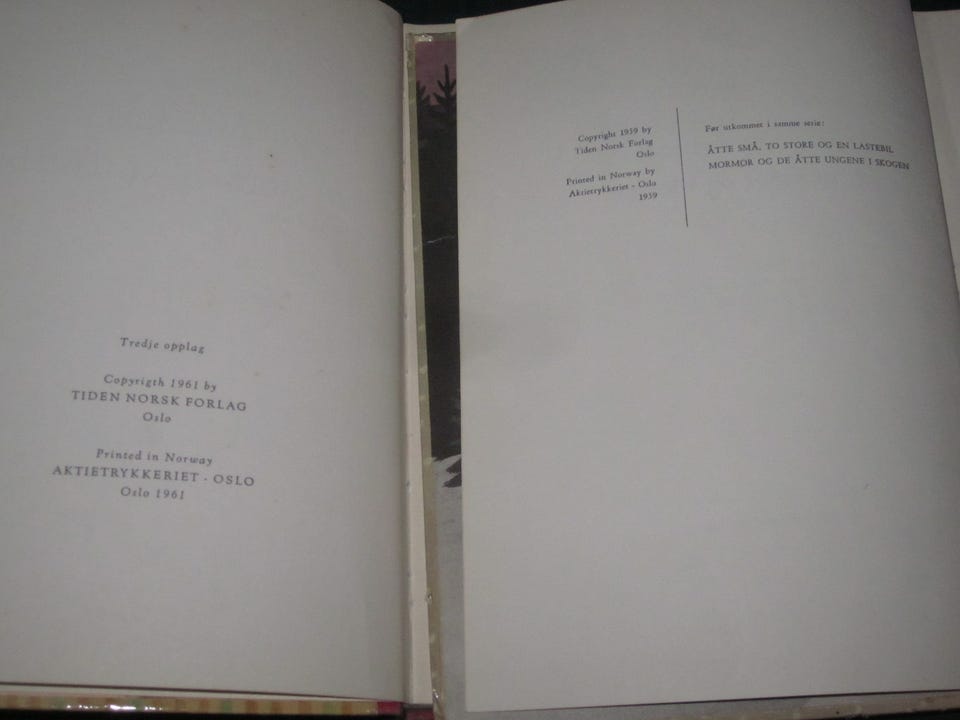 Tredje opplag
Copyrigth 1961 by
TIDEN NORSK FORLAG
Oslo
Printed in Norway
AKTIETRYKKERIET - OSLO
Oslo 1961
Copyright 1959 by
Tiden Norsk Forlag
Oslo
Printed in Norway by
Aktietrykkeriet - Oslo
1959
Før utkommet i samme serie:
ÅTTE SMÅ, TO STORE OG EN LASTEBIL
MORMOR OG DE ÅTTE UNGENE I SKOGEN